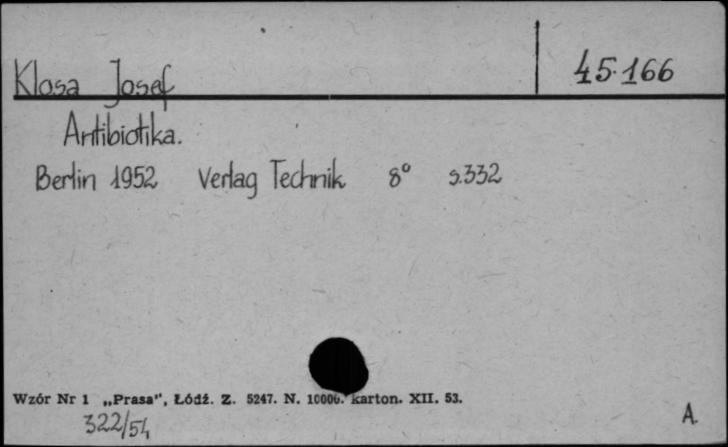 Klosa Josef 45.166
Antibiotika.
Berlin 1952 Verlag Technik 8° s.332
Wzór Nr 1 „Prasa", Łódź. Z. 5247. N. 10000. karton. XII. 53.
322/54
A.